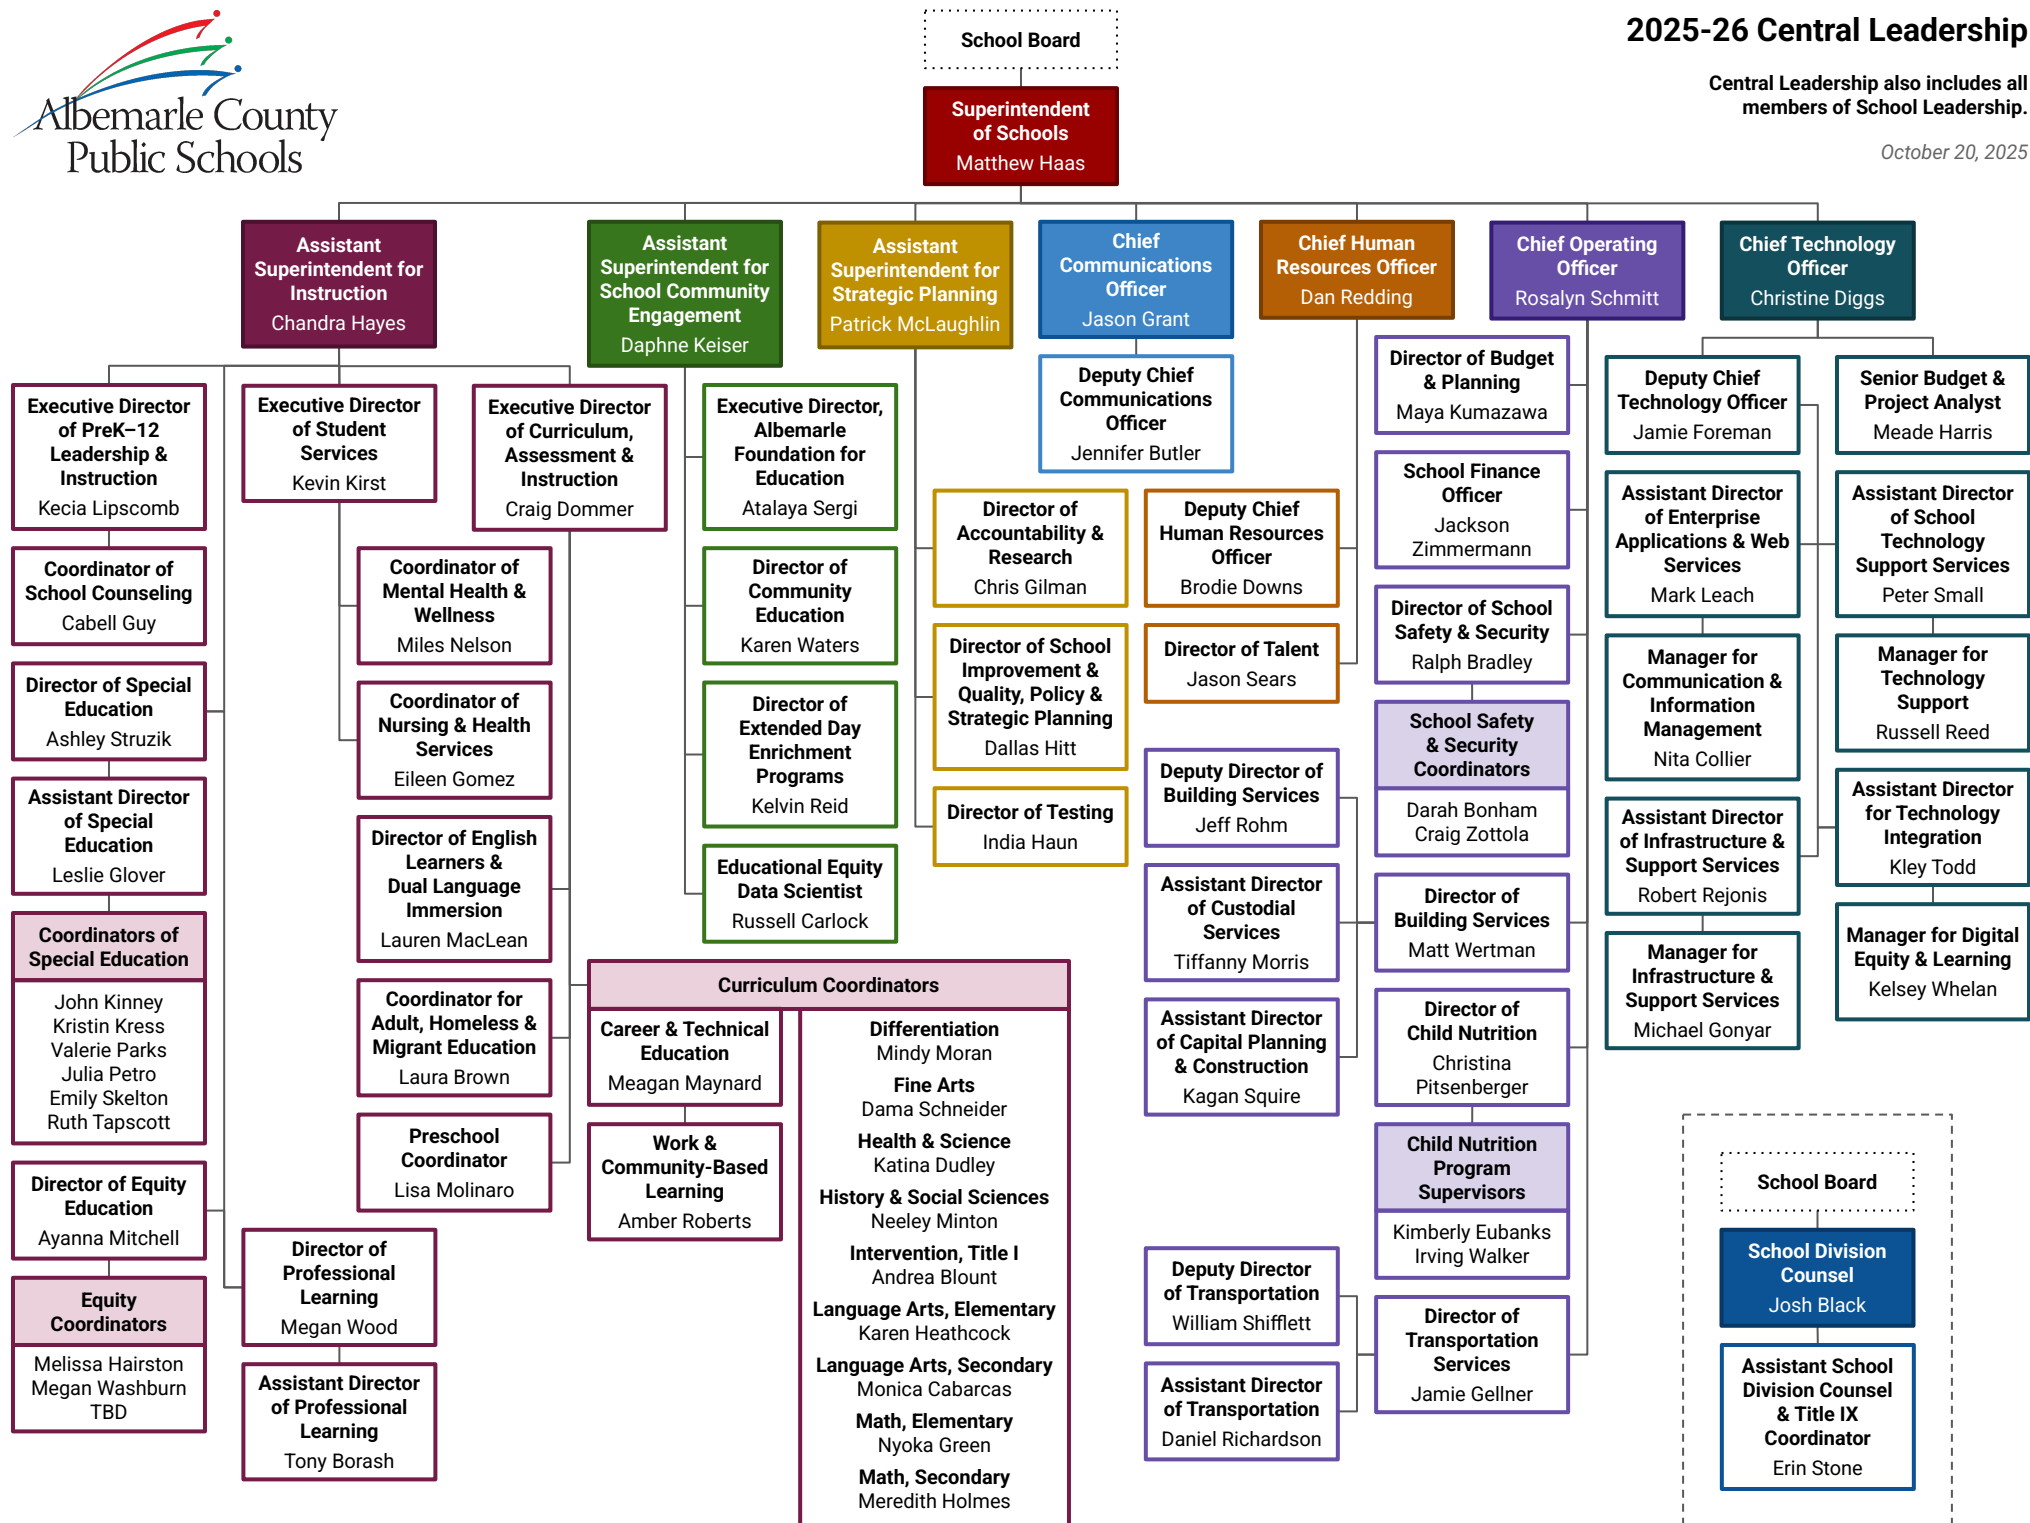 Albemarle County
Public Schools
School Board
2025-26 Central Leadership
Central Leadership also includes all
members of School Leadership.
October 20, 2025
Superintendent
of Schools
Matthew Haas
Assistant
Superintendent for
Instruction
Chandra Hayes
Assistant
Superintendent for
School Community
Engagement
Daphne Keiser
Assistant
Superintendent for
Strategic Planning
Patrick McLaughlin
Chief
Communications
Officer
Jason Grant
Chief Human
Resources Officer
Dan Redding
Chief Operating
Officer
Rosalyn Schmitt
Chief Technology
Officer
Christine Diggs
Executive Director
of PreK–12
Leadership &
Instruction
Kecia Lipscomb
Coordinator of
School Counseling
Cabell Guy
Director of Special
Education
Ashley Struzik
Assistant Director
of Special
Education
Leslie Glover
Coordinators of
Special Education
John Kinney
Kristin Kress
Valerie Parks
Julia Petro
Emily Skelton
Ruth Tapscott
Director of Equity
Education
Ayanna Mitchell
Equity
Coordinators
Melissa Hairston
Megan Washburn
TBD
Executive Director
of Student
Services
Kevin Kirst
Coordinator of
Mental Health &
Wellness
Miles Nelson
Coordinator of
Nursing & Health
Services
Eileen Gomez
Director of
Professional
Learning
Megan Wood
Assistant Director
of Professional
Learning
Tony Borash
Executive Director
of Curriculum,
Assessment &
Instruction
Craig Dommer
Director of English
Learners &
Dual Language
Immersion
Lauren MacLean
Coordinator for
Adult, Homeless &
Migrant Education
Laura Brown
Preschool
Coordinator
Lisa Molinaro
Curriculum Coordinators
Career & Technical
Education
Meagan Maynard
Work &
Community-Based
Learning
Amber Roberts
Differentiation
Mindy Moran
Fine Arts
Dama Schneider
Health & Science
Katina Dudley
History & Social Sciences
Neeley Minton
Intervention, Title I
Andrea Blount
Language Arts, Elementary
Karen Heathcock
Language Arts, Secondary
Monica Cabarcas
Math, Elementary
Nyoka Green
Math, Secondary
Meredith Holmes
Executive Director,
Albemarle
Foundation for
Education
Atalaya Sergi
Director of
Community
Education
Karen Waters
Director of
Extended Day
Enrichment
Programs
Kelvin Reid
Educational Equity
Data Scientist
Russell Carlock
Director of
Accountability &
Research
Chris Gilman
Director of School
Improvement &
Quality, Policy &
Strategic Planning
Dallas Hitt
Director of Testing
India Haun
Deputy Chief
Communications
Officer
Jennifer Butler
Deputy Chief
Human Resources
Officer
Brodie Downs
Director of Talent
Jason Sears
Director of Budget
& Planning
Maya Kumazawa
School Finance
Officer
Jackson
Zimmermann
Director of School
Safety & Security
Ralph Bradley
School Safety
& Security
Coordinators
Darah Bonham
Craig Zottola
Deputy Director of
Building Services
Jeff Rohm
Assistant Director
of Custodial
Services
Tiffanny Morris
Assistant Director
of Capital Planning
& Construction
Kagan Squire
Director of
Building Services
Matt Wertman
Director of
Child Nutrition
Christina
Pitsenberger
Child Nutrition
Program
Supervisors
Kimberly Eubanks
Irving Walker
Deputy Director
of Transportation
William Shifflett
Assistant Director
of Transportation
Daniel Richardson
Director of
Transportation
Services
Jamie Gellner
Deputy Chief
Technology Officer
Jamie Foreman
Senior Budget &
Project Analyst
Meade Harris
Assistant Director
of Enterprise
Applications & Web
Services
Mark Leach
Manager for
Communication &
Information
Management
Nita Collier
Assistant Director
of Infrastructure &
Support Services
Robert Rejonis
Manager for
Infrastructure &
Support Services
Michael Gonyar
Assistant Director
of School
Technology
Support Services
Peter Small
Manager for
Technology
Support
Russell Reed
Assistant Director
for Technology
Integration
Kley Todd
Manager for Digital
Equity & Learning
Kelsey Whelan
School Board
School Division
Counsel
Josh Black
Assistant School
Division Counsel
& Title IX
Coordinator
Erin Stone